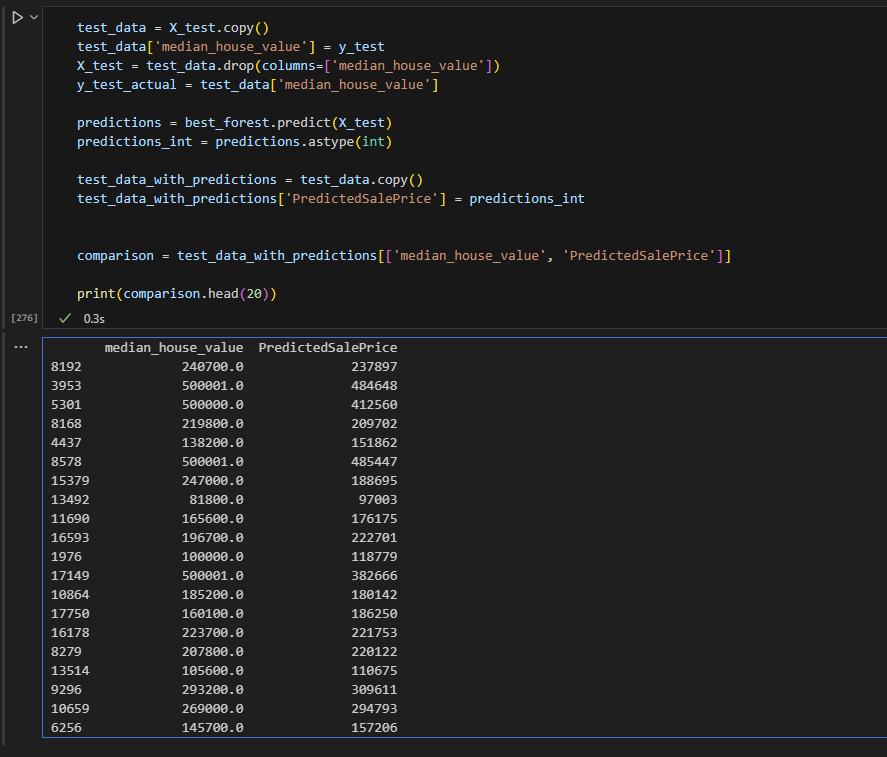 test_data = X_test.copy()
test_data['median_house_value'] = y_test
X_test = test_data.drop(columns=['median_house_value'])
y_test_actual = test_data['median_house_value']
predictions = best_forest.predict(X_test)
predictions_int = predictions.astype(int)
test_data_with_predictions = test_data.copy()
test_data_with_predictions['PredictedSalePrice'] = predictions_int
comparison = test_data_with_predictions[['median_house_value', 'PredictedSalePrice']]
print(comparison.head(20))
[276] 0.3s
median_house_value PredictedSalePrice
8192 240700.0 237897
3953 500001.0 484648
5301 500000.0 412560
8168 219800.0 209702
4437 138200.0 151862
8578 500001.0 485447
15379 247000.0 188695
13492 81800.0 97003
11690 165600.0 176175
16593 196700.0 222701
1976 100000.0 118779
17149 500001.0 382666
10864 185200.0 180142
17750 160100.0 186250
16178 223700.0 221753
8279 207800.0 220122
13514 105600.0 110675
9296 293200.0 309611
10659 269000.0 294793
6256 145700.0 157206